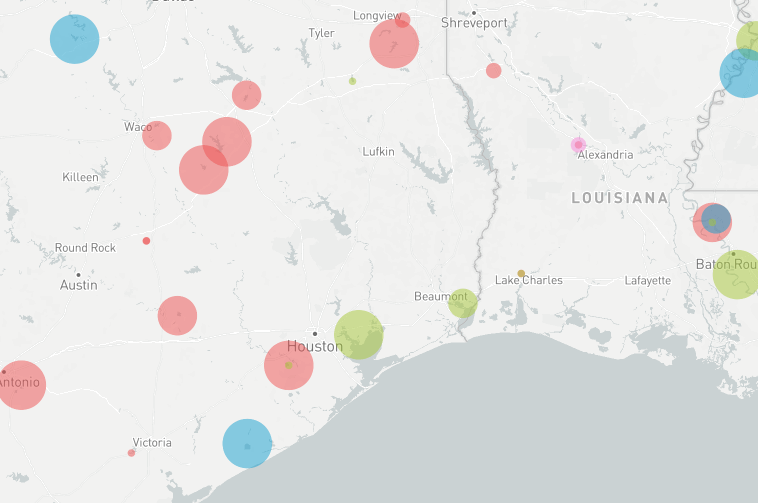 Longview
Shreveport
Tyler
Waco
Lufkin
Alexandria
Killeen
LOUISIANA
Round Rock
Baton Rou
Austin
Lake Charles
Lafayette
Beaumont
Houston
Antonio
Victoria